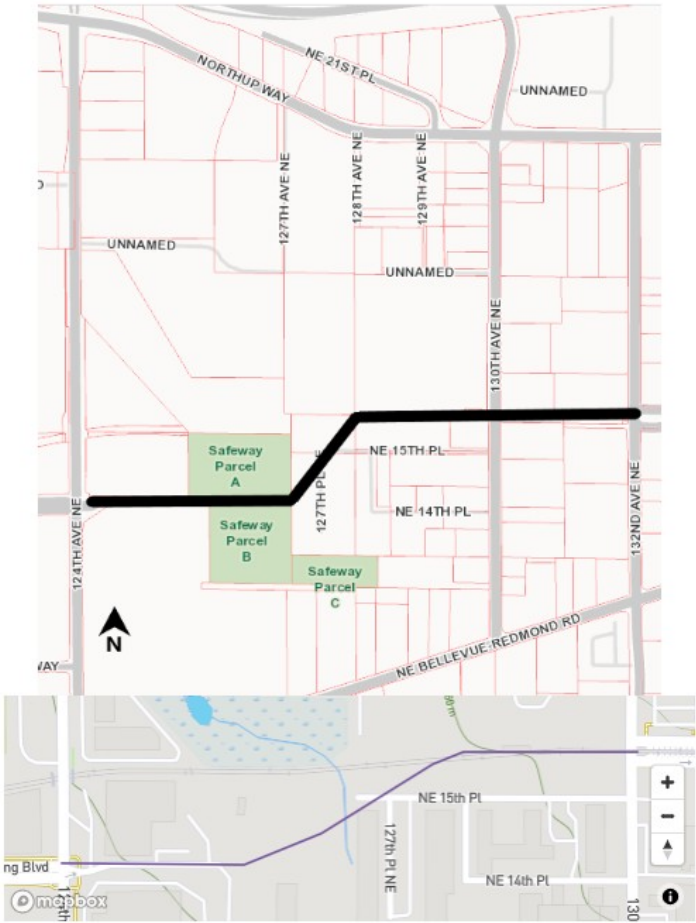 NE 21ST PL
NORTHUP WAY
UNNAMED
127TH AVE NE
128TH AVE NE
129TH AVE NE
UNNAMED
UNNAMED
130TH AVE NE
Safeway
Parcel
A
NE 15TH PL
127TH PL
NE 14TH PL
Safeway
Parcel
B
124TH AVE NE
132ND AVE NE
Safeway
Parcel
C
N
NE BELLEVUE-REDMOND RD
WAY
NE 15th Pl
127th Pl NE
ng Blvd
NE 14th Pl
mapbox
124th
130